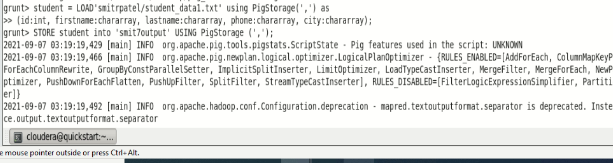 grunt> student = LOAD'smitrpatel/student_data1.txt' using PigStorage(',') as
>> (id:int, firstname:chararray, lastname:chararray, phone:chararray, city:chararray);
grunt> STORE student into 'smit7output' USING PigStorage (',');
2021-09-07 03:19:19,429 [main] INFO  org.apache.pig.tools.pigstats.ScriptState - Pig features used in the script: UNKNOWN
2021-09-07 03:19:19,466 [main] INFO  org.apache.pig.newplan.logical.optimizer.LogicalPlanOptimizer - {RULES_ENABLED=[AddForEach, ColumnMapKeyP
ForEachColumnRewrite, GroupByConstParallelSetter, ImplicitSplitInserter, LimitOptimizer, LoadTypeCastInserter, MergeFilter, MergeForEach, NewP
ptimizer, PushDownForEachFlatten, PushUpFilter, SplitFilter, StreamTypeCastInserter], RULES_DISABLED=[FilterLogicExpressionSimplifier, Partiti
er]}
2021-09-07 03:19:19,492 [main] INFO  org.apache.hadoop.conf.Configuration.deprecation - mapred.textoutputformat.separator is deprecated. Inste
ce.output.textoutputformat.separator
cloudera@quickstart:~...
e mouse pointer outside or press Ctrl+Alt.